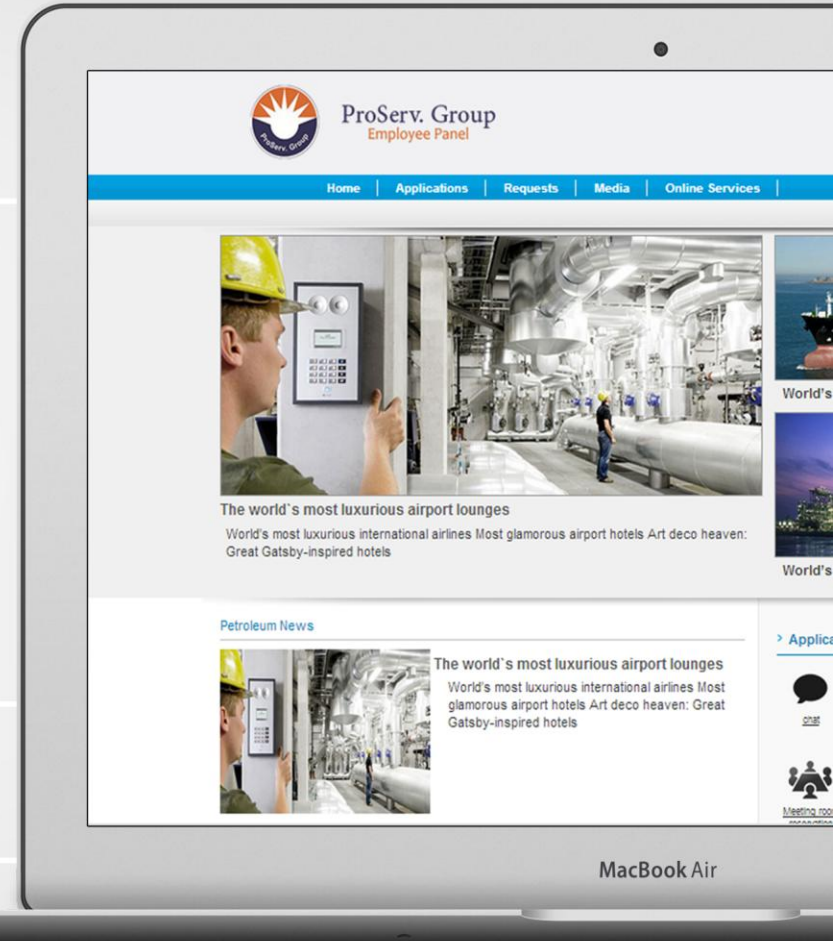 ProServ. Group
Employee Panel
ProServ. Group
Home
Applications
Requests
Media
Online Services
World's
The world`s most luxurious airport lounges
World's most luxurious international airlines Most glamorous airport hotels Art deco heaven:
Great Gatsby-inspired hotels
World's
Petroleum News
The world`s most luxurious airport lounges
World's most luxurious international airlines Most
glamorous airport hotels Art deco heaven: Great
Gatsby-inspired hotels
> Applica
chat
Meeting roo
MacBook Air